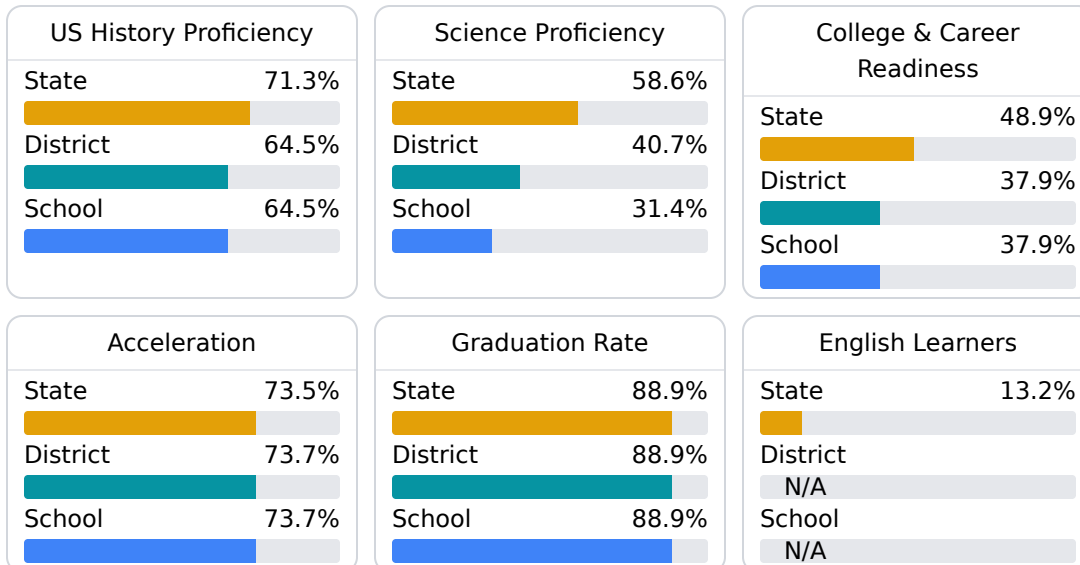 US History Proficiency
State 71.3%
District 64.5%
School 64.5%
Science Proficiency
State 58.6%
District 40.7%
School 31.4%
College & Career
Readiness
State 48.9%
District 37.9%
School 37.9%
Acceleration
State 73.5%
District 73.7%
School 73.7%
Graduation Rate
State 88.9%
District 88.9%
School 88.9%
English Learners
State 13.2%
District
N/A
School
N/A